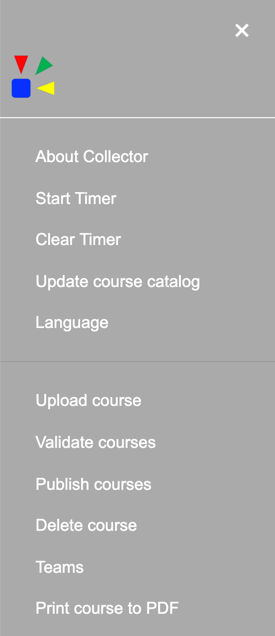 About Collector
Start Timer
Clear Timer
Update course catalog
Language
Upload course
Validate courses
Publish courses
Delete course
Teams
Print course to PDF